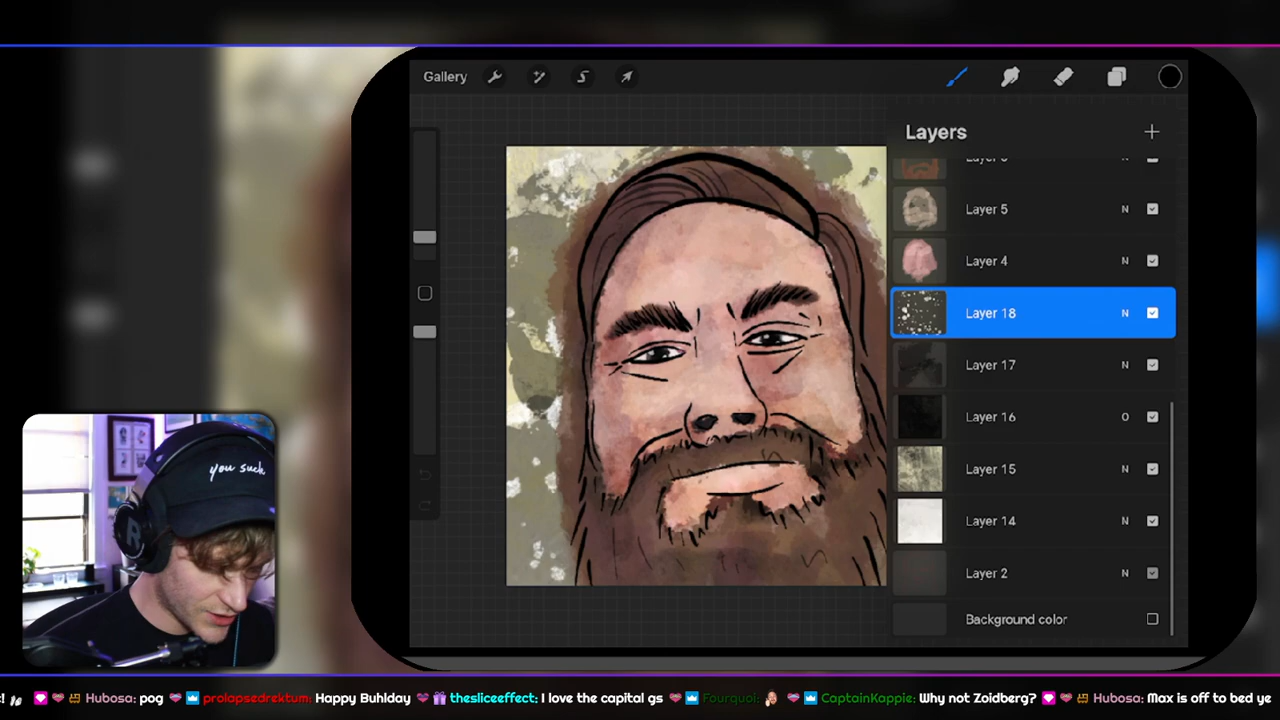 Gallery
Layers
Layer 5 N
Layer 4 N
Layer 18 N
Layer 17 N
Layer 16 O
Layer 15 N
Layer 14 N
Layer 2 N
Background color
you suck
R
Hubosa: pog prolapsedrektum: Happy Buhlday thesliceeffect: I love the capital gs Fourquoi: CaptainKappie: Why not Zoidberg? Hubosa: Max is off to bed ye